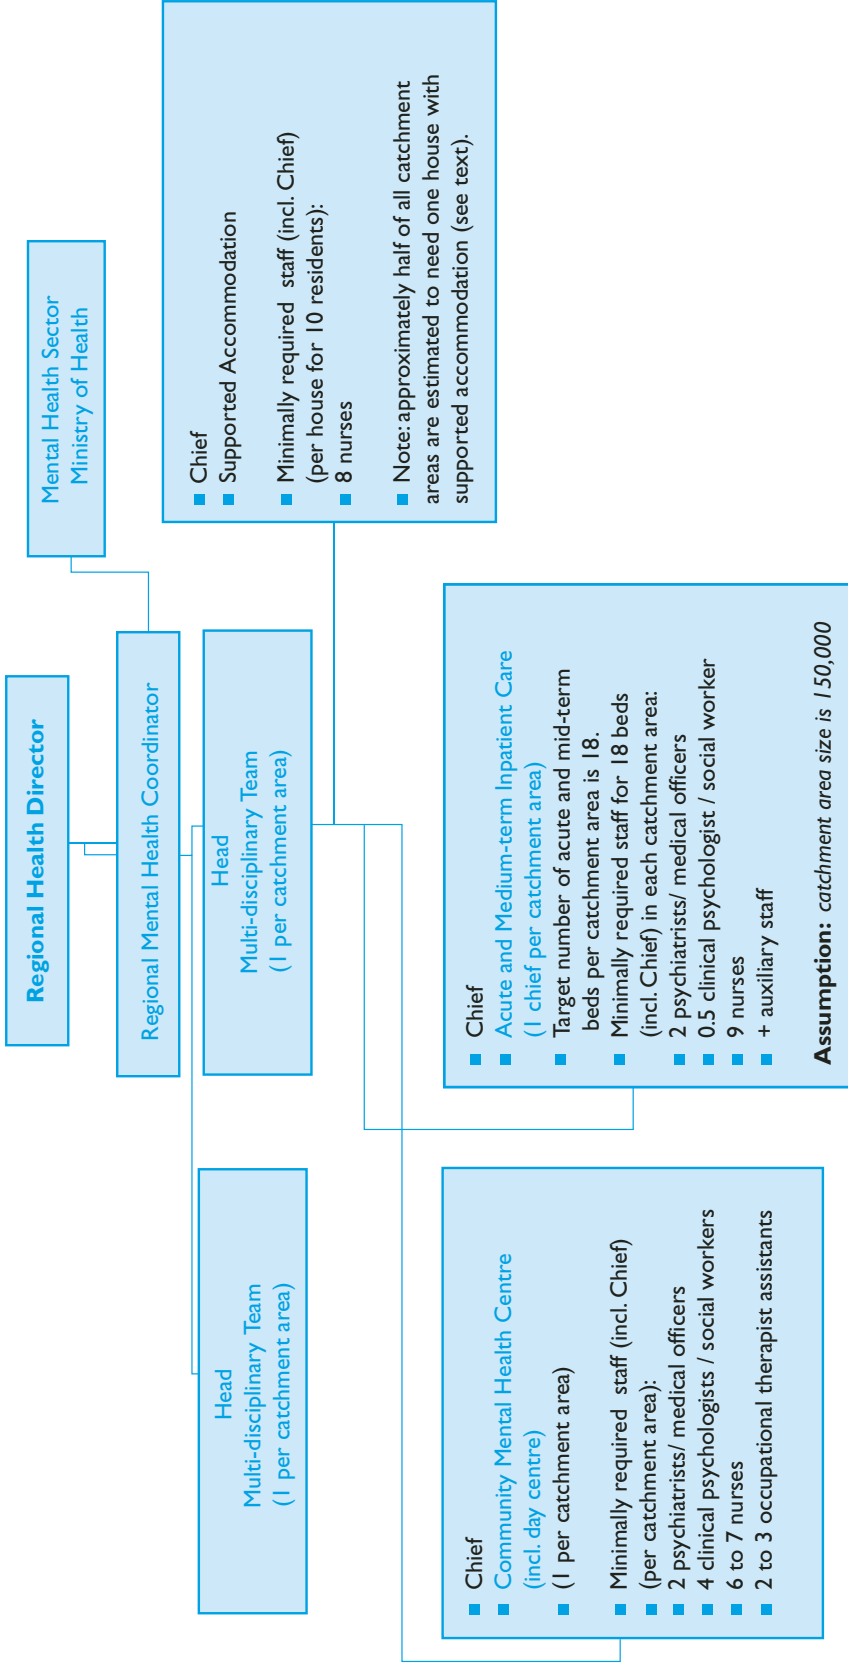 Regional Health Director
Mental Health Sector
Ministry of Health
Regional Mental Health Coordinator
Head
Multi-disciplinary Team
(1 per catchment area)
Head
Multi-disciplinary Team
(1 per catchment area)
Chief
Community Mental Health Centre
(incl. day centre)
(1 per catchment area)
Minimally required staff (incl. Chief)
(per catchment area):
2 psychiatrists/ medical officers
4 clinical psychologists / social workers
6 to 7 nurses
2 to 3 occupational therapist assistants
Chief
Acute and Medium-term Inpatient Care
(1 chief per catchment area)
Target number of acute and mid-term
beds per catchment area is 18.
Minimally required staff for 18 beds
(incl. Chief) in each catchment area:
2 psychiatrists/ medical officers
0.5 clinical psychologist / social worker
9 nurses
+ auxiliary staff
Assumption: catchment area size is 150,000
Chief
Supported Accommodation
Minimally required staff (incl. Chief)
(per house for 10 residents):
8 nurses
Note: approximately half of all catchment
areas are estimated to need one house with
supported accommodation (see text).